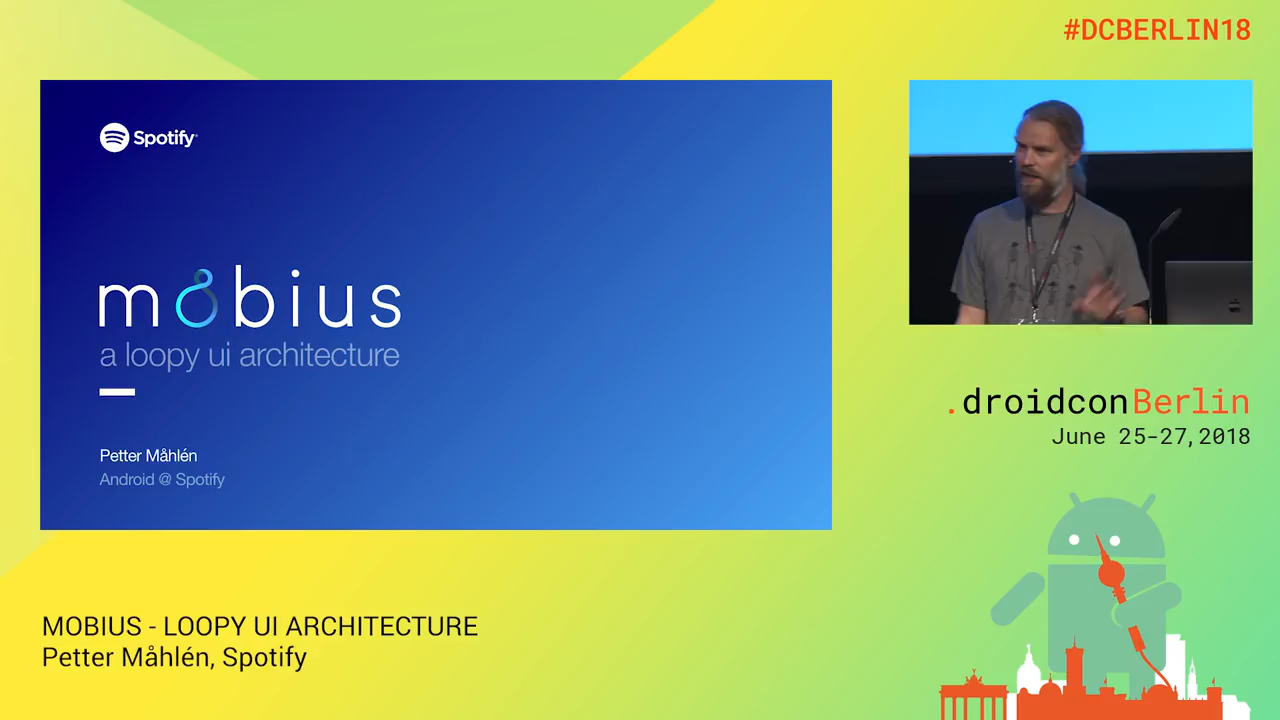 #DCBERLIN18
Spotify
mobius
a loopy ui architecture
Petter Måhlén
Android @ Spotify
.droidconBerlin
June 25-27,2018
MOBIUS - LOOPY UI ARCHITECTURE
Petter Måhlén, Spotify